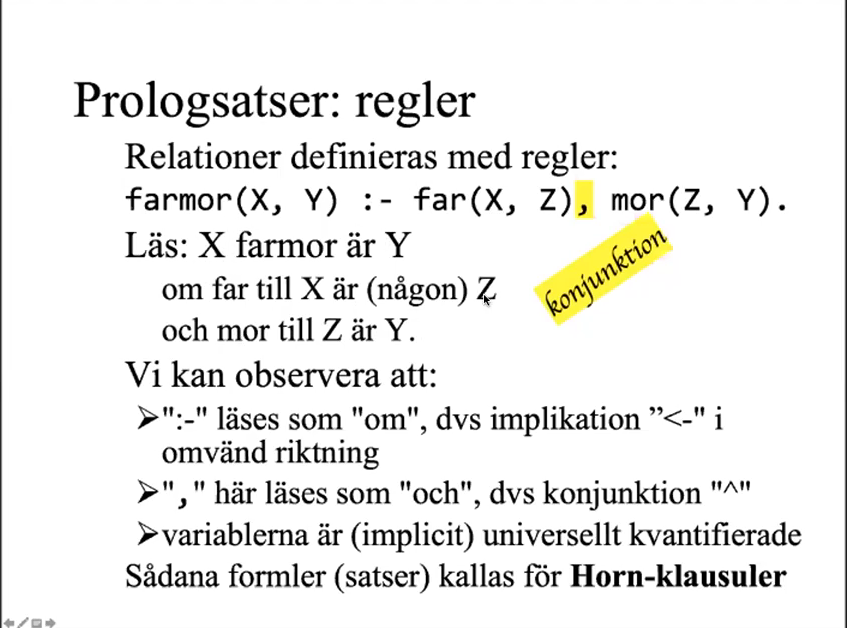 Prologsatser: regler
Relationer definieras med regler:
farmor(X, Y) :- far(X, Z), mor(Z, Y).
Läs: X farmor är Y
konjunktion
om far till X är (någon) Z
och mor till Z är Y.
Vi kan observera att:
➢":-" läses som "om", dvs implikation ”<-" i
omvänd riktning
➢"," här läses som "och", dvs konjunktion "^"
➢variablerna är (implicit) universellt kvantifierade
Sådana formler (satser) kallas för Horn-klausuler